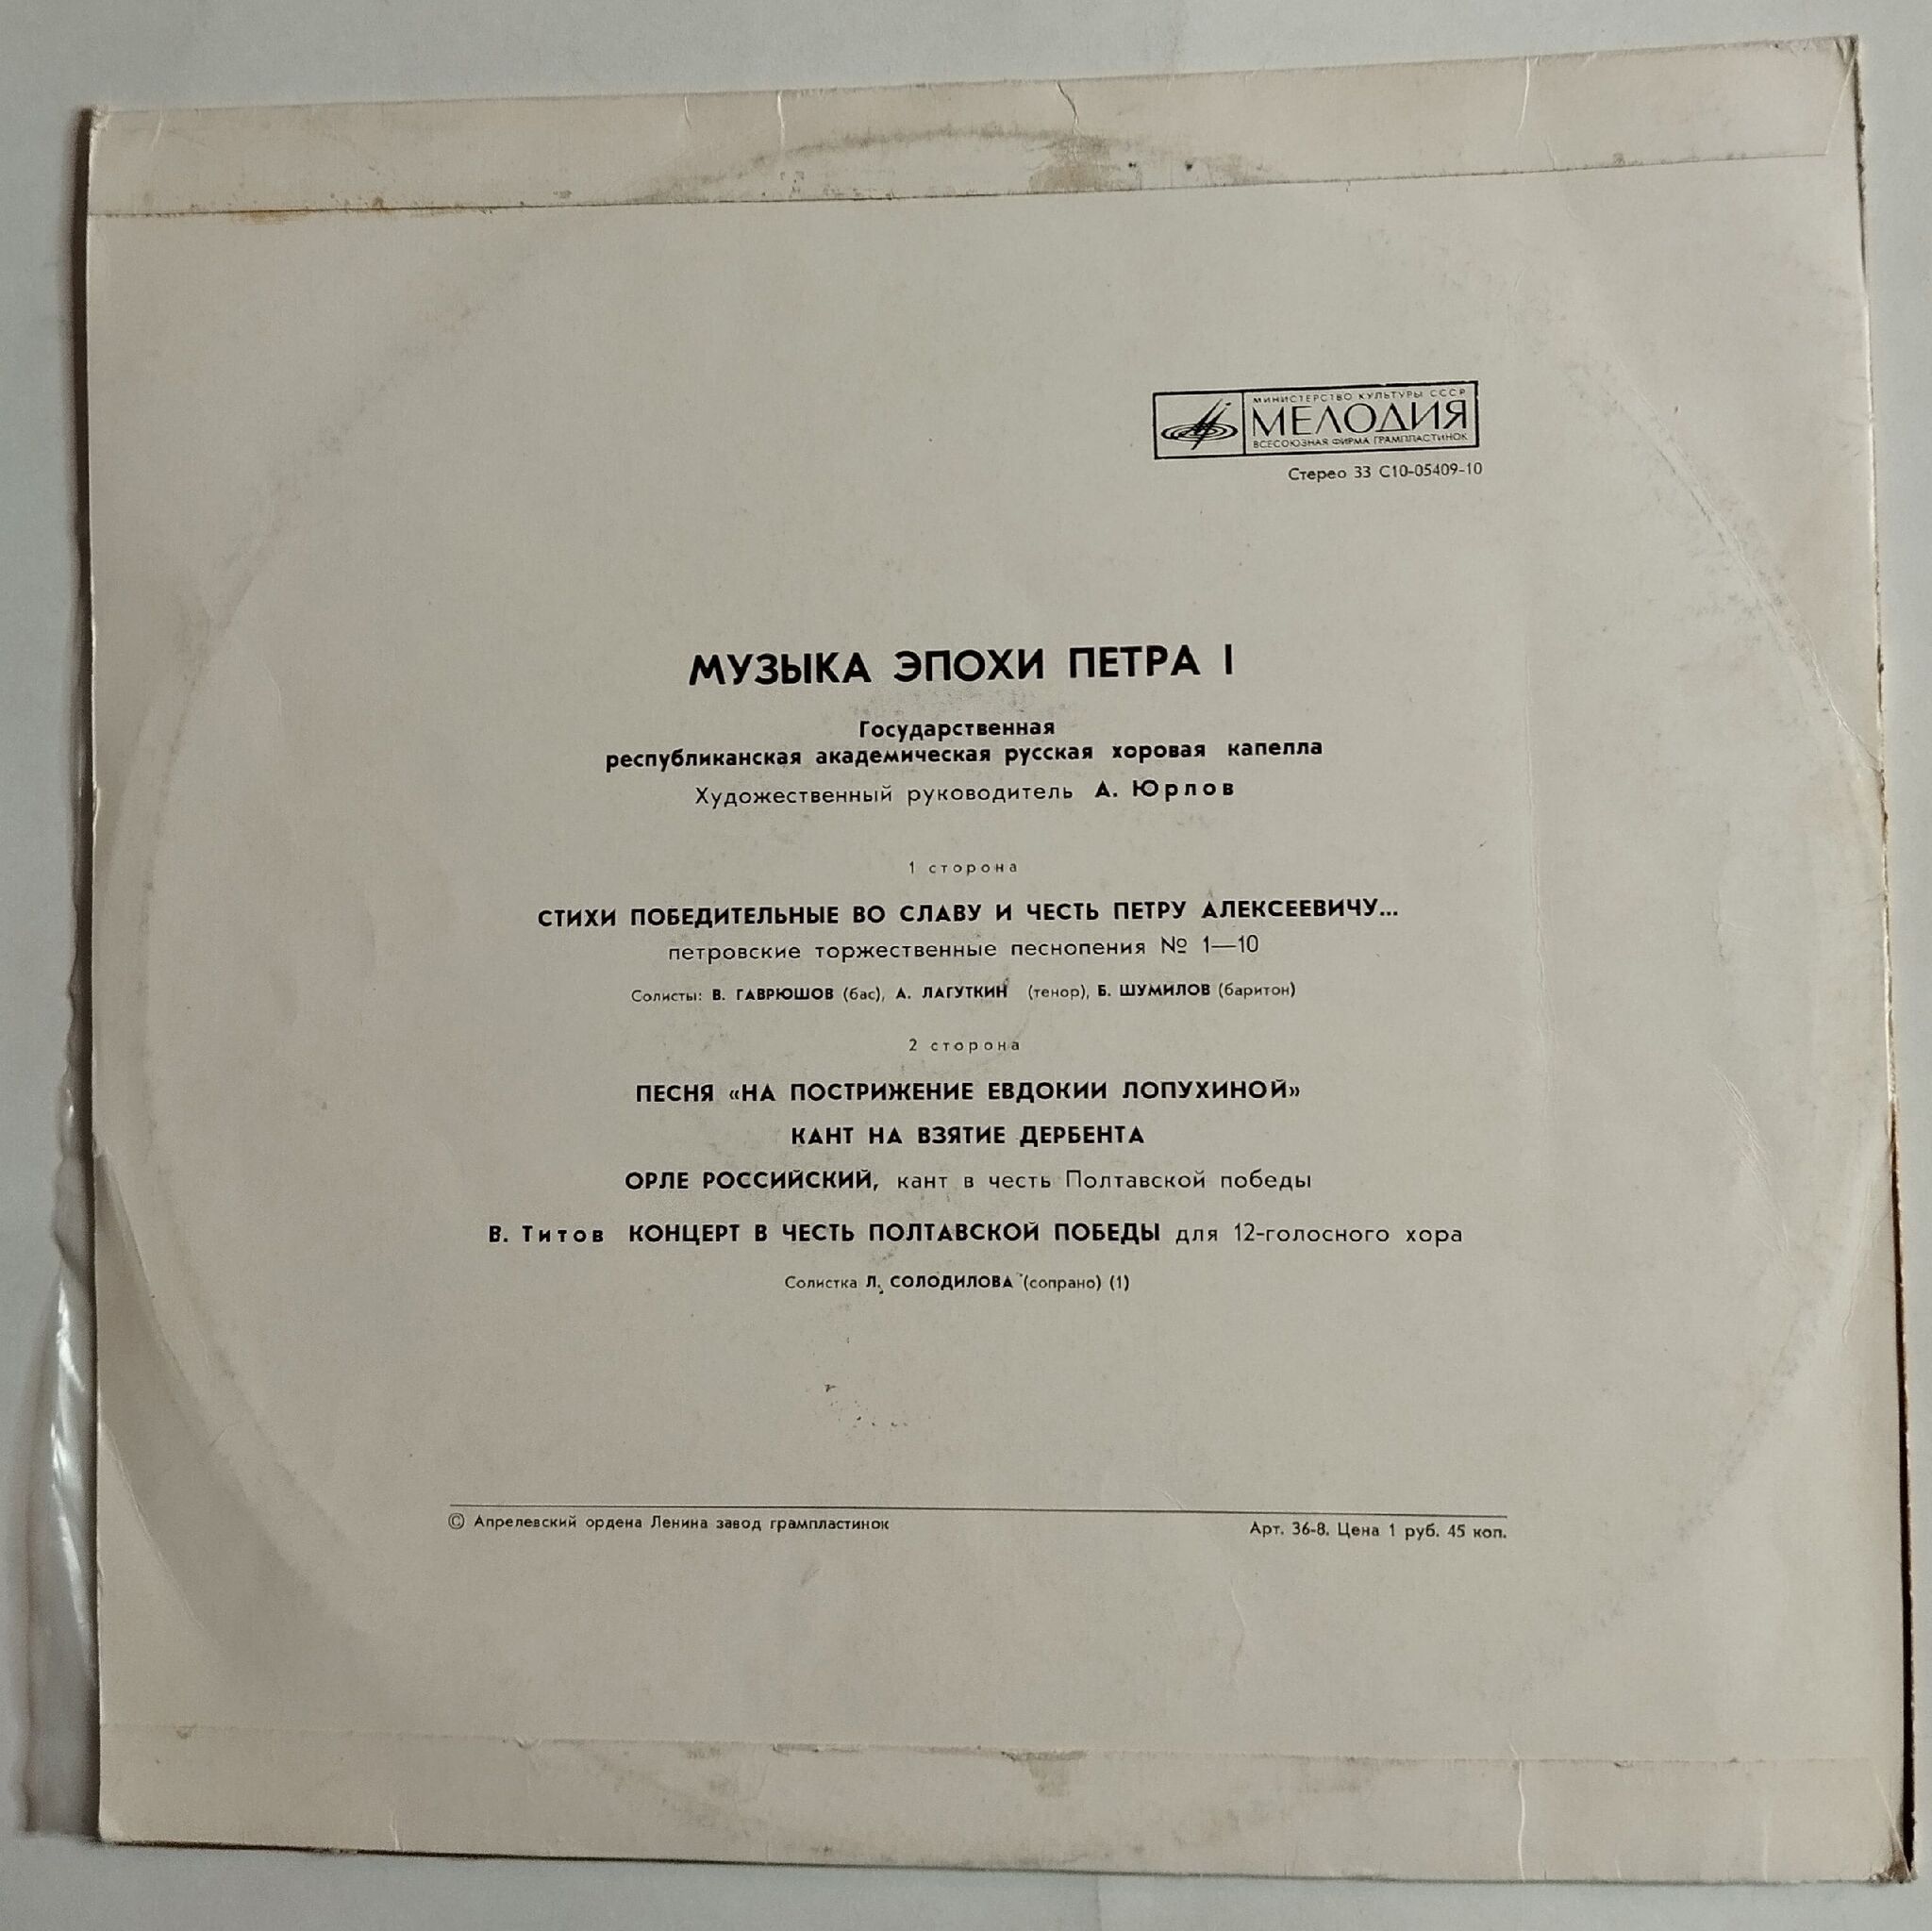 МИНИСТЕРСТВО КУЛЬТУРЫ СССР
МЕЛОДИЯ
ВСЕСОЮЗНАЯ ФИРМА ГРАМПЛАСТИНОК
Стерео 33 С10-05409-10
МУЗЫКА ЭПОХИ ПЕТРА I
Государственная
республиканская академическая русская хоровая капелла
Художественный руководитель А. Юрлов
1 сторона
СТИХИ ПОБЕДИТЕЛЬНЫЕ ВО СЛАВУ И ЧЕСТЬ ПЕТРУ АЛЕКСЕЕВИЧУ...
петровские торжественные песнопения № 1—10
Солисты: В. ГАВРЮШОВ (бас), А. ЛАГУТКИН (тенор), Б. ШУМИЛОВ (баритон)
2 сторона
ПЕСНЯ «НА ПОСТРИЖЕНИЕ ЕВДОКИИ ЛОПУХИНОЙ»
КАНТ НА ВЗЯТИЕ ДЕРБЕНТА
ОРЛЕ РОССИЙСКИЙ, кант в честь Полтавской победы
В. Титов КОНЦЕРТ В ЧЕСТЬ ПОЛТАВСКОЙ ПОБЕДЫ для 12-голосного хора
Солистка Л. СОЛОДИЛОВА (сопрано) (1)
© Апрелевский ордена Ленина завод грампластинок
Арт. 36-8. Цена 1 руб. 45 коп.